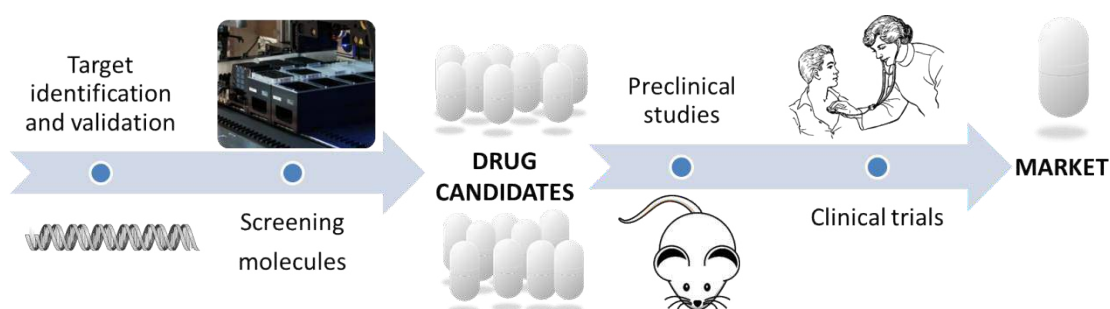 Target
identification
and validation
Screening
molecules
DRUG
CANDIDATES
Preclinical
studies
Clinical trials
MARKET